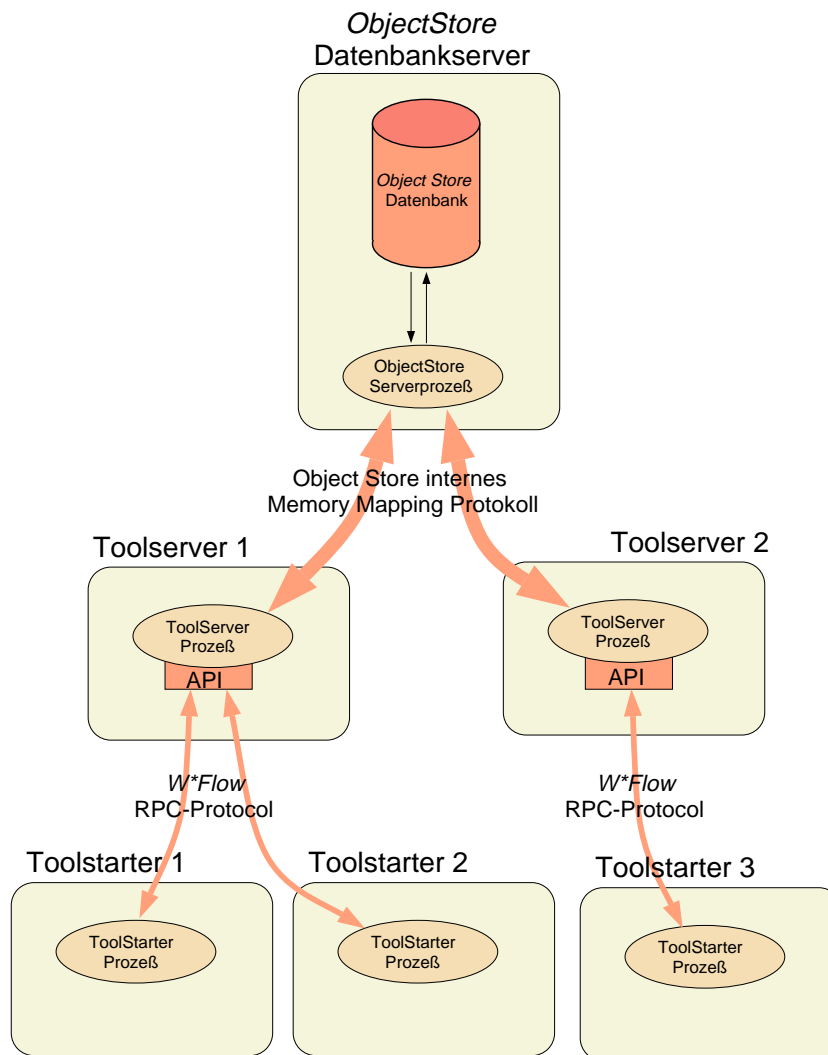 ObjectStore
Datenbankserver
Object Store
Datenbank
ObjectStore
Serverprozeß
Object Store internes
Memory Mapping Protokoll
Toolserver 1
Toolserver 2
ToolServer
Prozeß
API
ToolServer
Prozeß
API
W*Flow
RPC-Protocol
W*Flow
RPC-Protocol
Toolstarter 1
Toolstarter 2
Toolstarter 3
ToolStarter
Prozeß
ToolStarter
Prozeß
ToolStarter
Prozeß